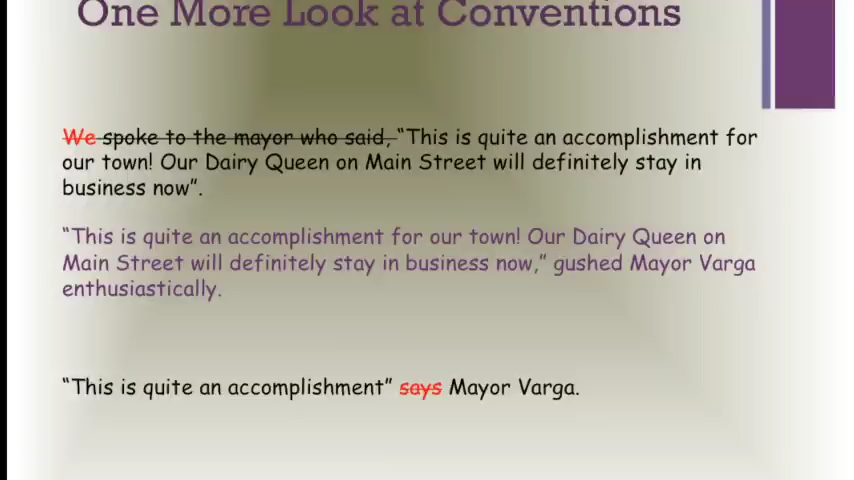 One More Look at Conventions
We spoke to the mayor who said, “This is quite an accomplishment for
our town! Our Dairy Queen on Main Street will definitely stay in
business now”.
“This is quite an accomplishment for our town! Our Dairy Queen on
Main Street will definitely stay in business now,” gushed Mayor Varga
enthusiastically.
“This is quite an accomplishment” says Mayor Varga.